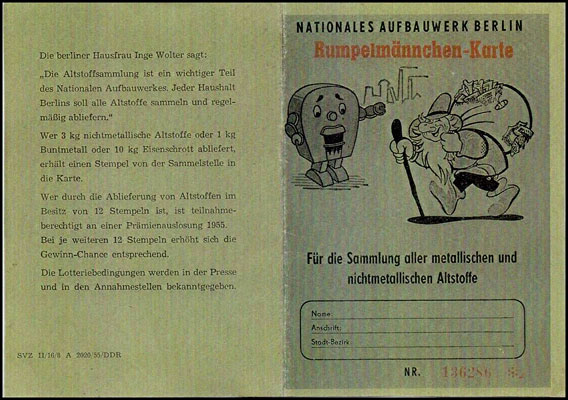 Die berliner Hausfrau Inge Wolter sagt:
„Die Altstoffsammlung ist ein wichtiger Teil
des Nationalen Aufbauwerkes. Jeder Haushalt
Berlins soll alle Altstoffe sammeln und regel-
mäßig abliefern.“
Wer 3 kg nichtmetallische Altstoffe oder 1 kg
Buntmetall oder 10 kg Eisenschrott abliefert,
erhält einen Stempel von der Sammelstelle in
die Karte.
Wer durch die Ablieferung von Altstoffen im
Besitz von 12 Stempeln ist, ist teilnahme-
berechtigt an einer Prämienauslosung 1955.
Bei je weiteren 12 Stempeln erhöht sich die
Gewinn-Chance entsprechend.
Die Lotteriebedingungen werden in der Presse
und in den Annahmestellen bekanntgegeben.
SVZ II/16/8 A 2020/55/DDR
NATIONALES AUFBAUWERK BERLIN
Rumpelmännchen-Karte
Für die Sammlung aller metallischen und
nichtmetallischen Altstoffe
Name:
Anschrift:
Stadt-Bezirk:
NR. 136286